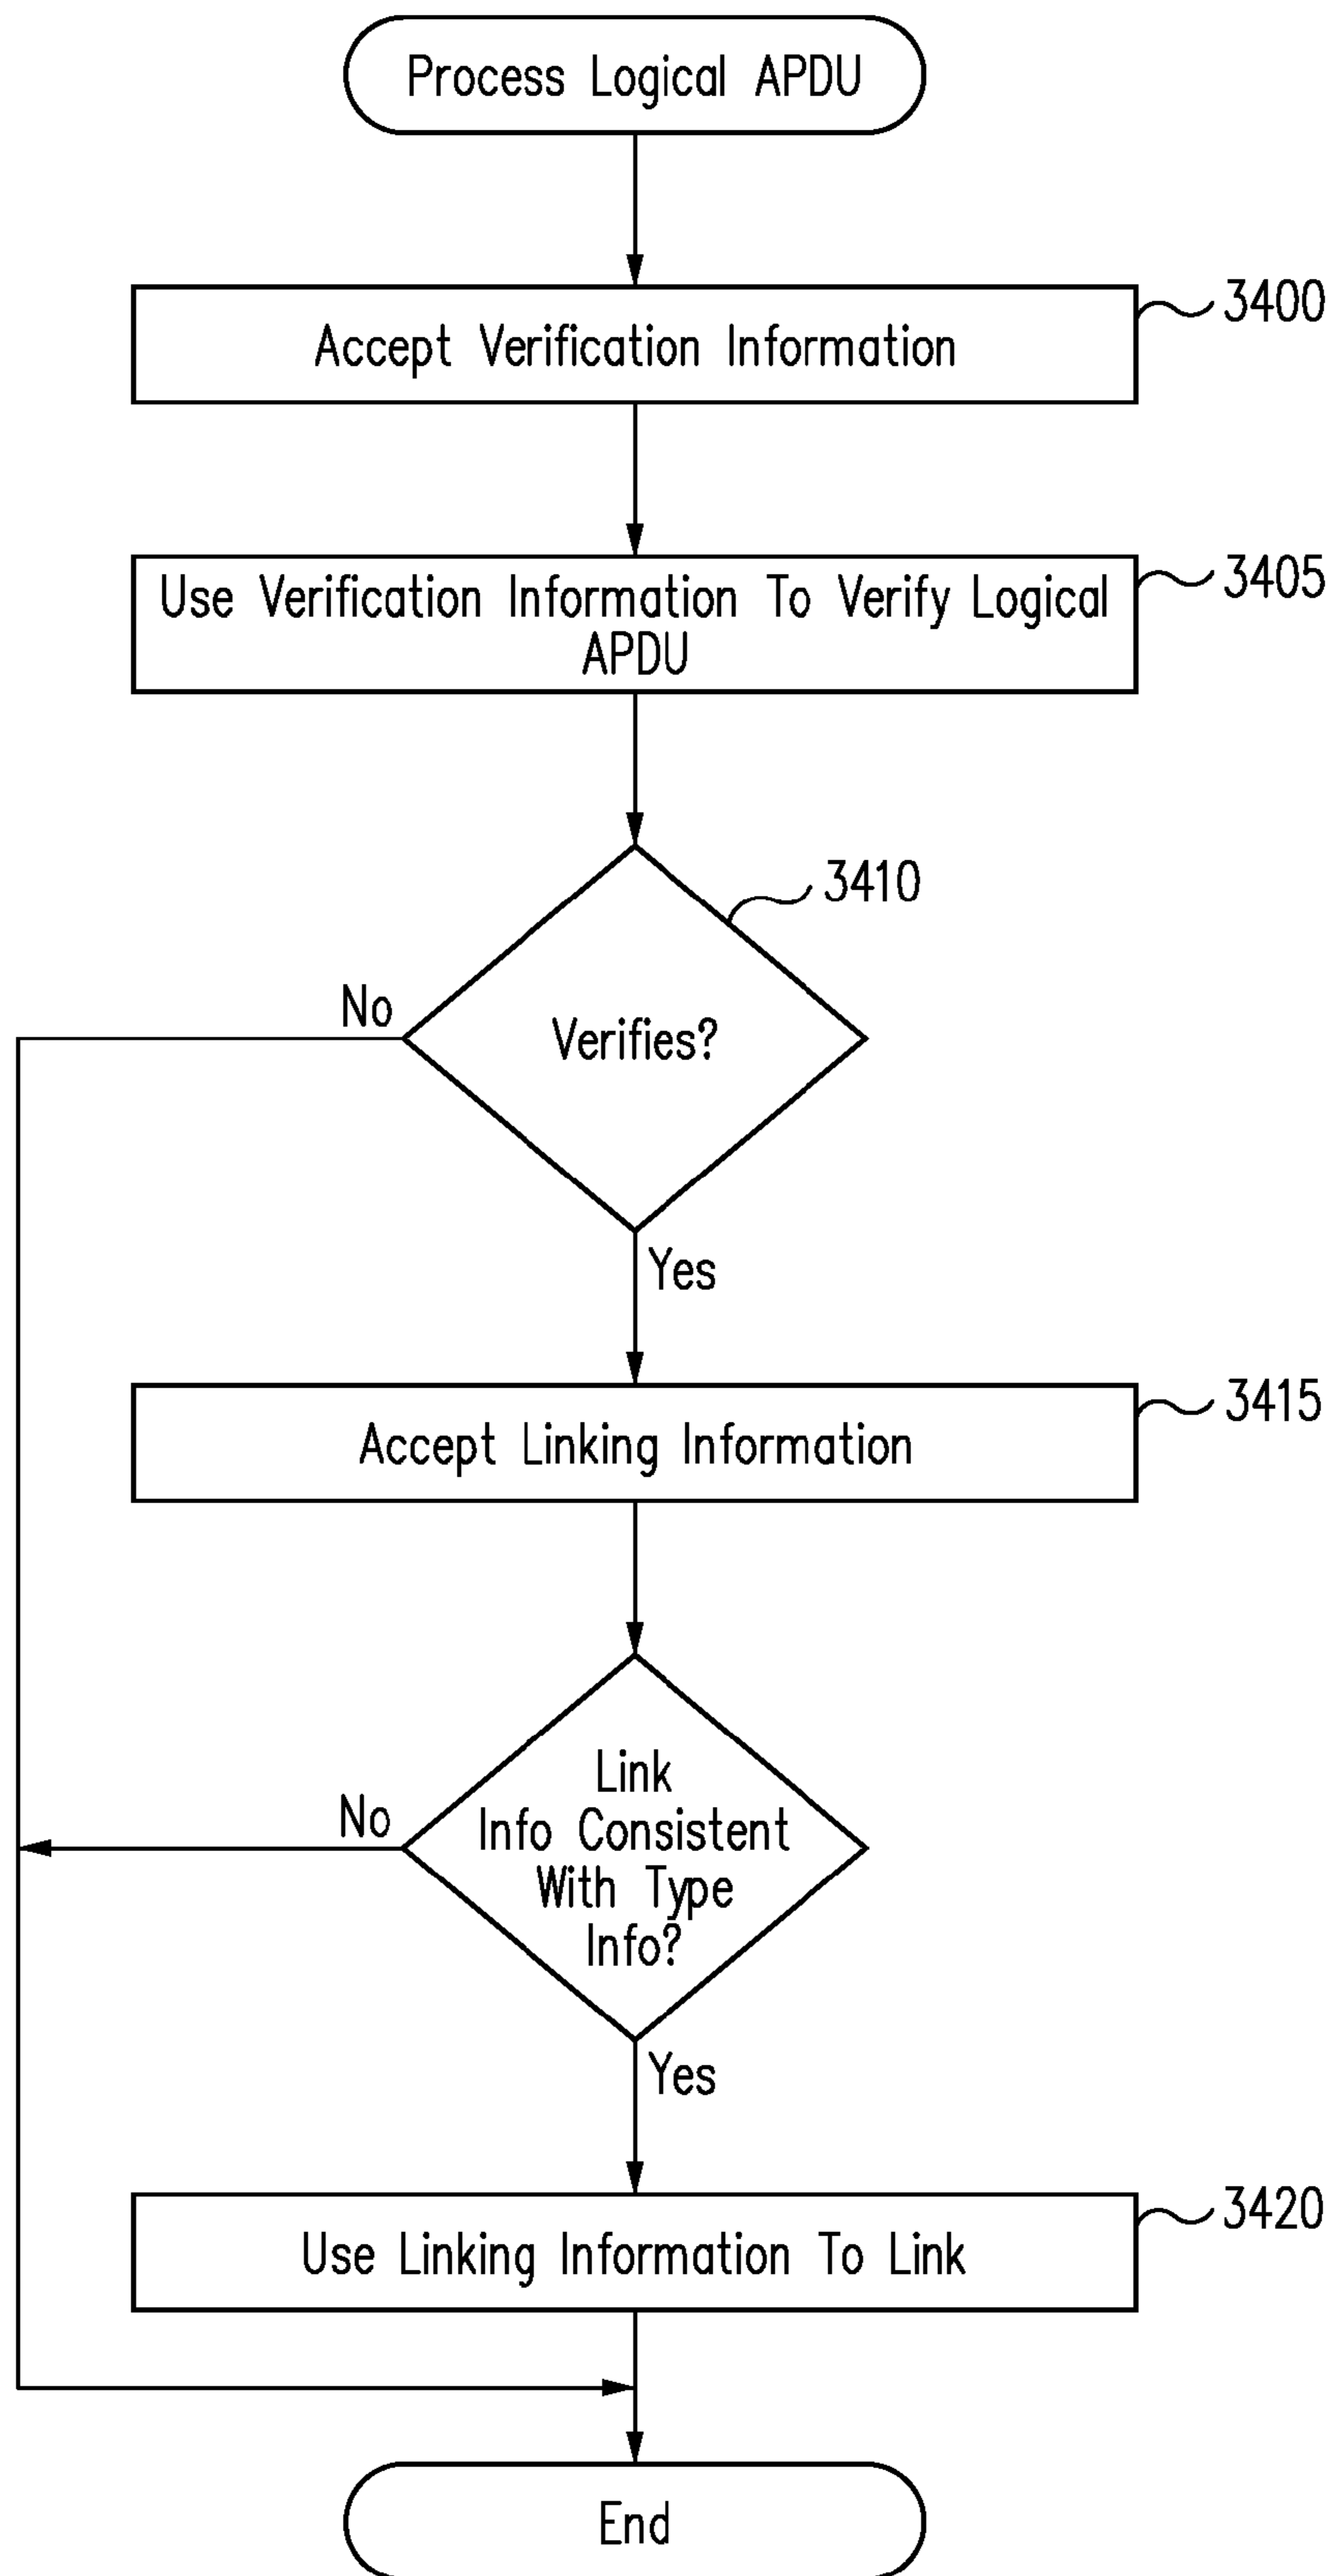 Process Logical APDU
Accept Verification Information
3400
Use Verification Information To Verify Logical
APDU
3405
3410
Verifies?
No
Yes
Accept Linking Information
3415
Link
Info Consistent
With Type
Info?
No
Yes
Use Linking Information To Link
3420
End